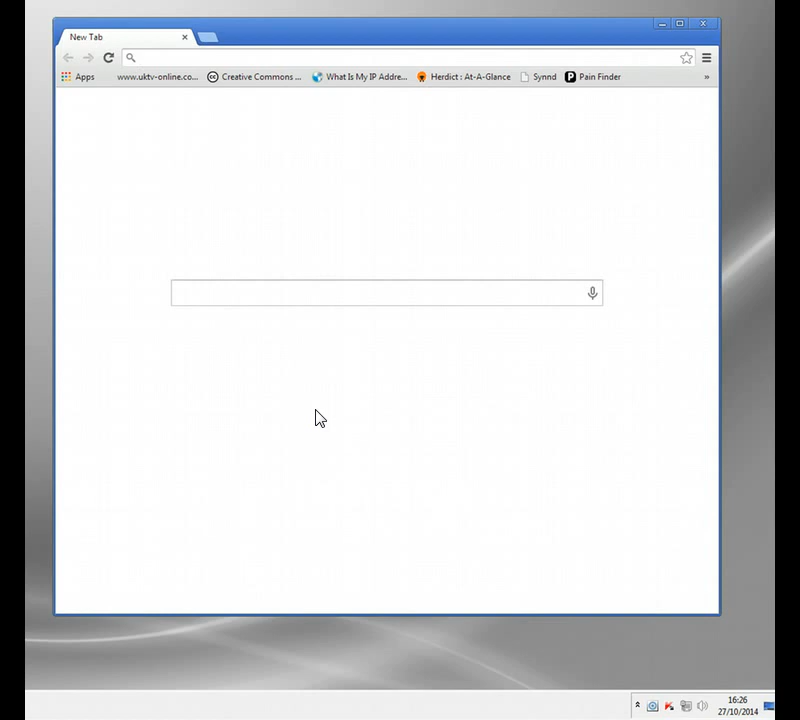 New Tab
Apps www.uktv-online.co... Creative Commons ... What Is My IP Addre... Herdict : At-A-Glance Synnd Pain Finder »
16:26
27/10/2014